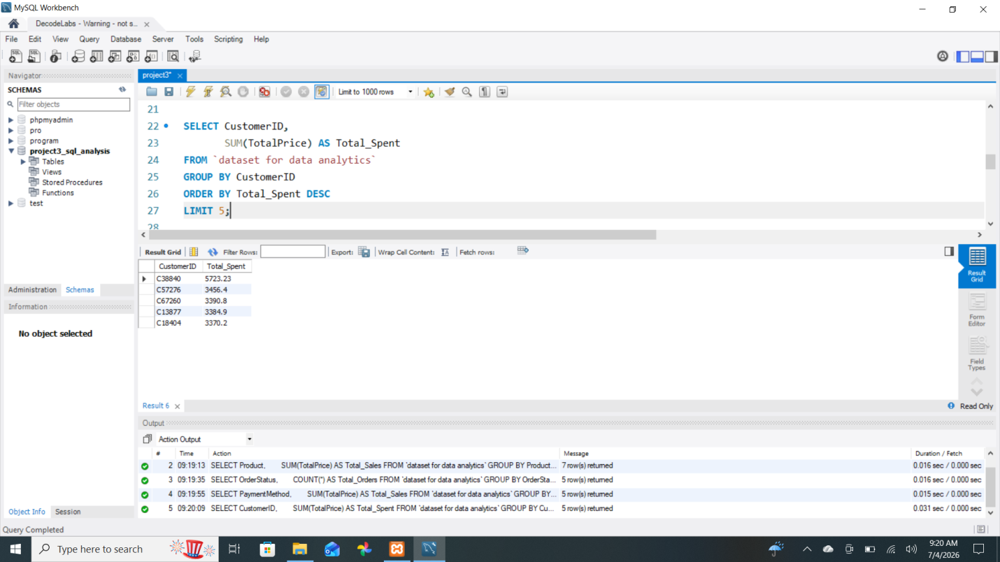 MySQL Workbench
DecodeLabs - Warning - not s...
File Edit View Query Database Server Tools Scripting Help
Navigator
project3*
SCHEMAS
Filter objects
Limit to 1000 rows
phpmyadmin
pro
program
project3_sql_analysis
Tables
Views
Stored Procedures
Functions
test
21
22 SELECT CustomerID,
23 SUM(TotalPrice) AS Total_Spent
24 FROM `dataset for data analytics`
25 GROUP BY CustomerID
26 ORDER BY Total_Spent DESC
27 LIMIT 5;
28
Result Grid Filter Rows: Export: Wrap Cell Content: Fetch rows:
CustomerID Total_Spent
C38840 5723.23
C57276 3456.4
C67260 3390.8
C13877 3384.9
C18404 3370.2
Result Grid
Form Editor
Field Types
Administration Schemas
Information
No object selected
Result 6
Read Only
Output
Action Output
# Time Action Message Duration / Fetch
2 09:19:13 SELECT Product, SUM(TotalPrice) AS Total_Sales FROM `dataset for data analytics` GROUP BY Product... 7 row(s) returned 0.016 sec / 0.000 sec
3 09:19:35 SELECT OrderStatus, COUNT(*) AS Total_Orders FROM `dataset for data analytics` GROUP BY OrderSta... 5 row(s) returned 0.016 sec / 0.000 sec
4 09:19:55 SELECT PaymentMethod, SUM(TotalPrice) AS Total_Sales FROM `dataset for data analytics` GROUP BY... 5 row(s) returned 0.015 sec / 0.000 sec
5 09:20:09 SELECT CustomerID, SUM(TotalPrice) AS Total_Spent FROM `dataset for data analytics` GROUP BY Cu... 5 row(s) returned 0.031 sec / 0.000 sec
Object Info Session
Query Completed
Type here to search
9:20 AM
7/4/2026